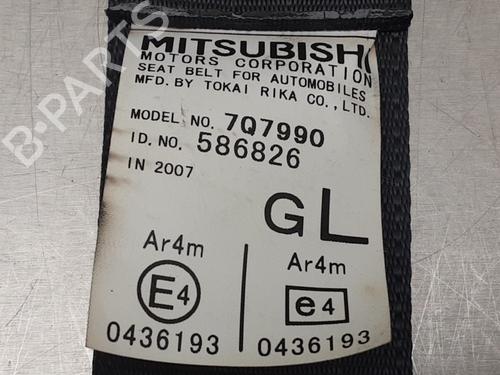 MITSUBISHI
MOTORS CORPORATION
SEAT BELT FOR AUTOMOBILES
MFD. BY TOKAI RIKA CO., LTD.
MODEL NO. 7Q7990
ID. NO. 586826
IN 2007
GL
Ar4m
E4
0436193
Ar4m
e4
0436193